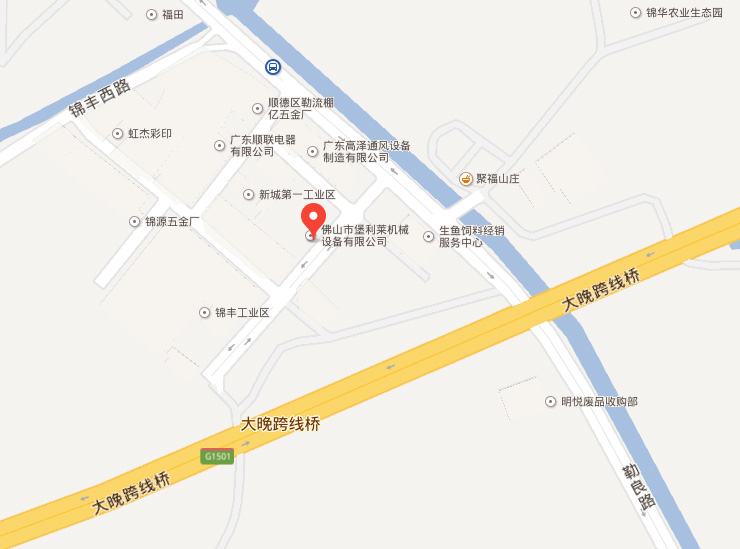 福田
锦华农业生态园
锦丰西路
顺德区勒流棚
亿五金厂
虹杰彩印
广东顺联电器
有限公司
广东高泽通风设备
制造有限公司
聚福山庄
新城第一工业区
锦源五金厂
佛山市堡利莱机械
设备有限公司
生鱼饲料经销
服务中心
大晚跨线桥
锦丰工业区
明悦废品收购部
大晚跨线桥
G1501
大晚跨线桥
勒良路